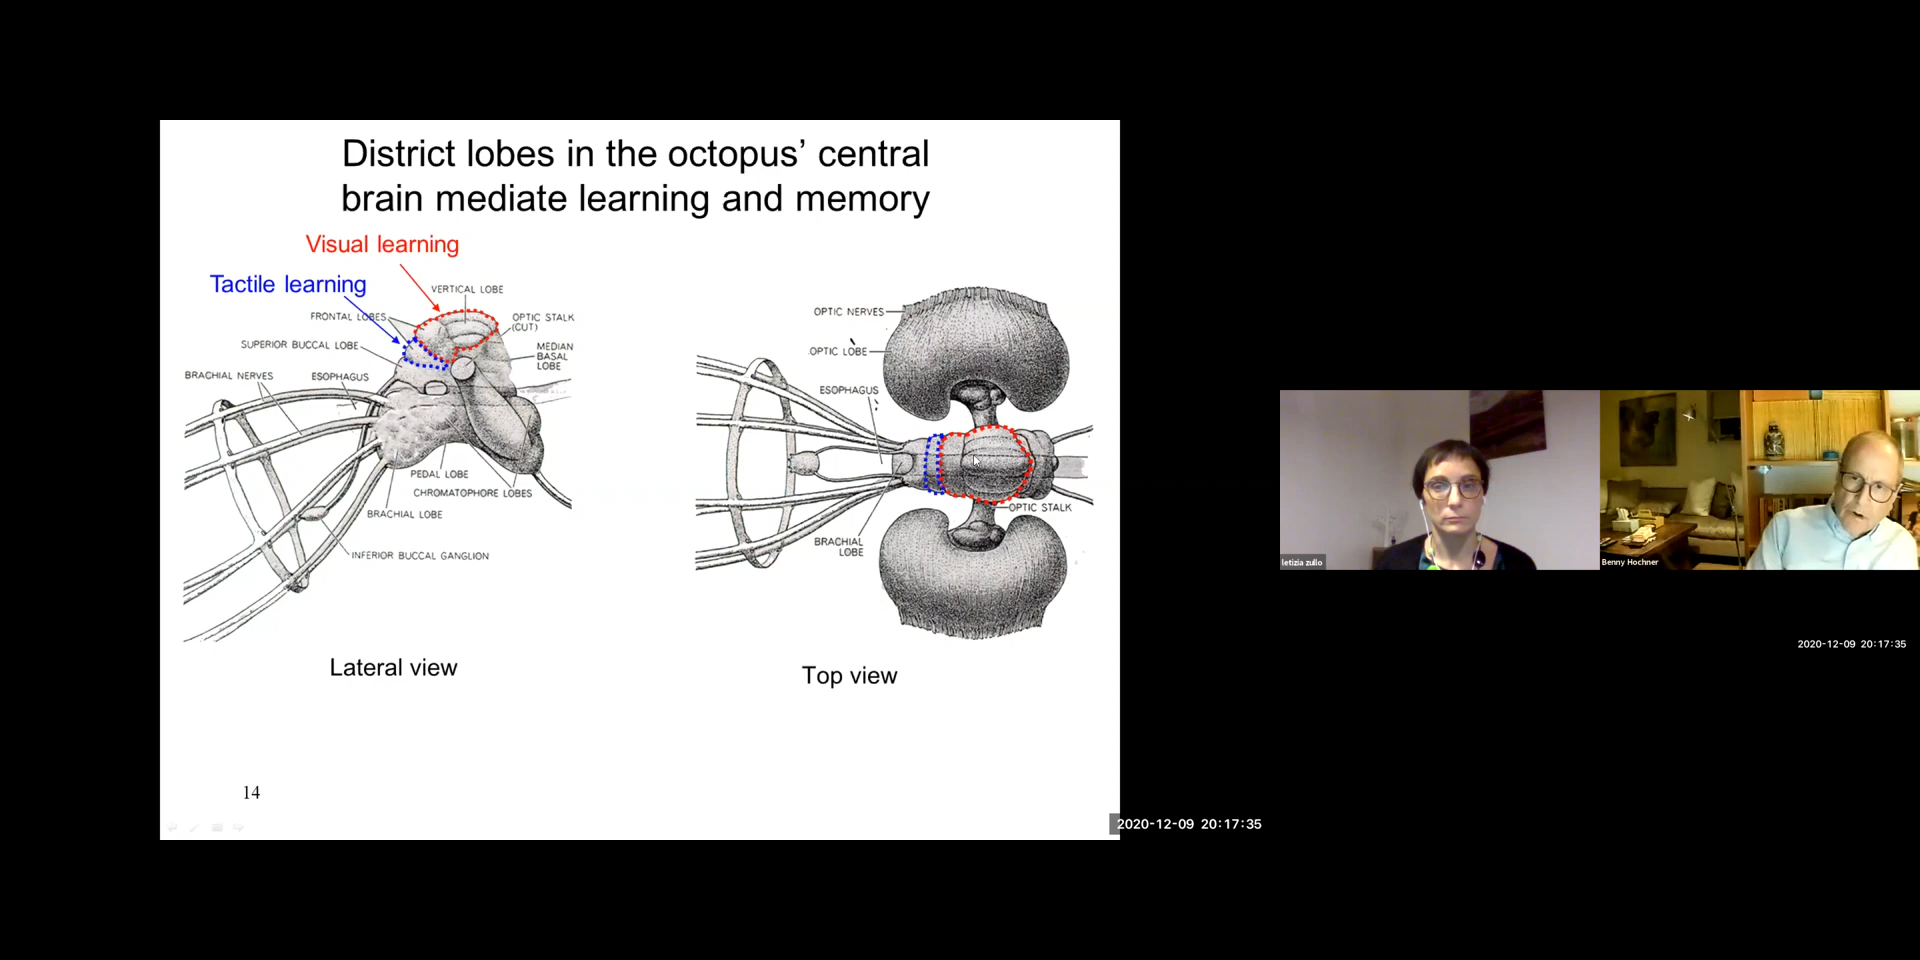 District lobes in the octopus’ central
brain mediate learning and memory
Visual learning
Tactile learning
VERTICAL LOBE
FRONTAL LOBES
OPTIC STALK
(CUT)
SUPERIOR BUCCAL LOBE
MEDIAN
BASAL
LOBE
BRACHIAL NERVES
ESOPHAGUS
PEDAL LOBE
CHROMATOPHORE LOBES
BRACHIAL LOBE
INFERIOR BUCCAL GANGLION
Lateral view
OPTIC NERVES
OPTIC LOBE
ESOPHAGUS
OPTIC STALK
BRACHIAL
LOBE
Top view
14
2020-12-09 20:17:35
letizia zullo
Benny Hochner
2020-12-09 20:17:35